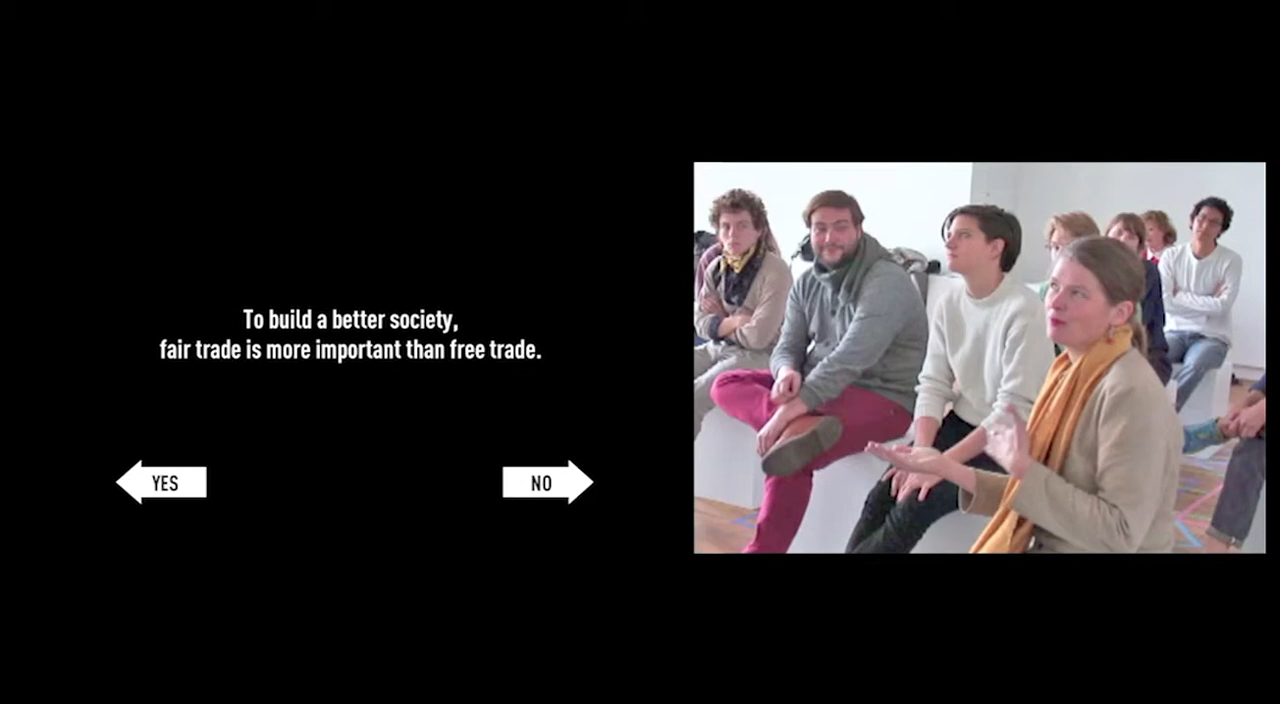 To build a better society,
fair trade is more important than free trade.
YES
NO